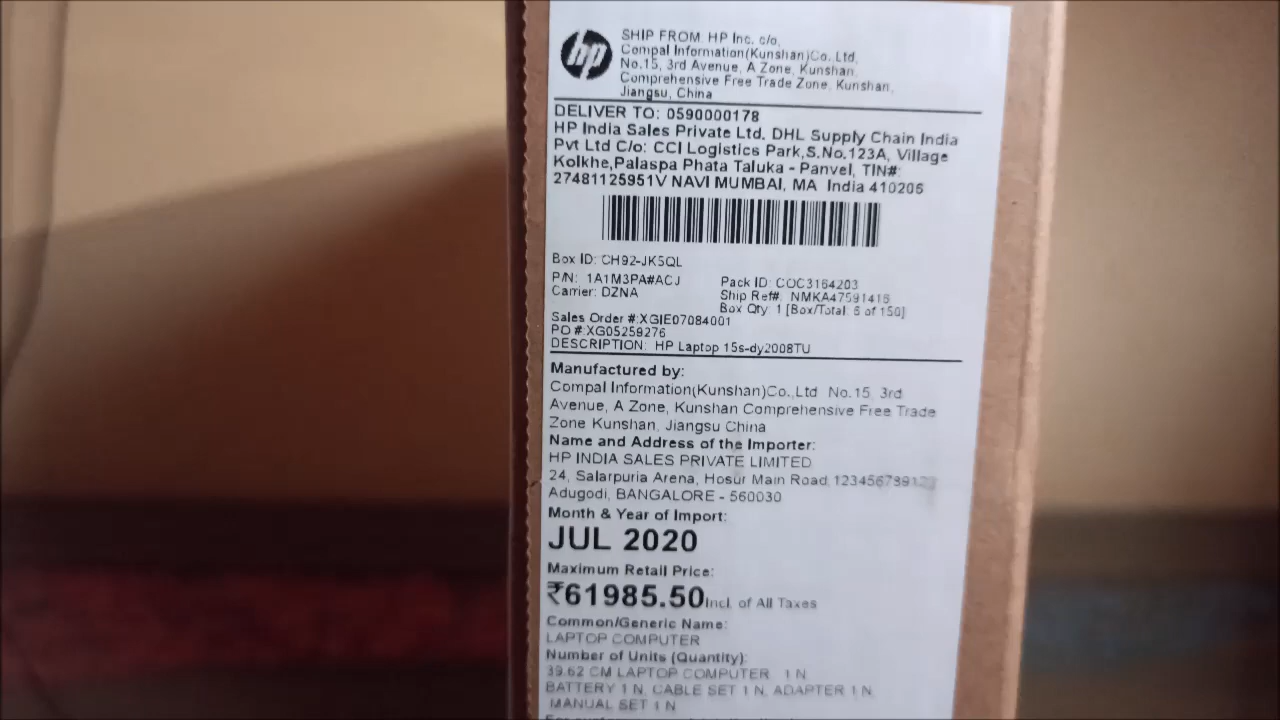 hp
SHIP FROM: HP Inc. c/o
Compal Information(Kunshan)Co. Ltd,
No.15, 3rd Avenue, A Zone, Kunshan
Comprehensive Free Trade Zone, Kunshan,
Jiangsu, China
DELIVER TO: 0590000178
HP India Sales Private Ltd. DHL Supply Chain India
Pvt Ltd C/o: CCI Logistics Park,S.No.123A, Village
Kolkhe,Palaspa Phata Taluka - Panvel, TIN#:
27481125951V NAVI MUMBAI, MA India 410206
Box ID: CH92-JK5QL
P/N: 1A1M3PA#ACJ
Carrier: DZNA
Pack ID: COC3164203
Ship Ref#: NMKA47591416
Box Qty: 1 [Box/Total: 6 of 150]
Sales Order #:XGIE07084001
PO #:XG05259276
DESCRIPTION: HP Laptop 15s-dy2008TU
Manufactured by:
Compal Information(Kunshan)Co.,Ltd No.15, 3rd
Avenue, A Zone, Kunshan Comprehensive Free Trade
Zone Kunshan, Jiangsu China
Name and Address of the Importer:
HP INDIA SALES PRIVATE LIMITED
24, Salarpuria Arena, Hosur Main Road,
Adugodi, BANGALORE - 560030
Month & Year of Import:
JUL 2020
Maximum Retail Price:
₹61985.50 Incl. of All Taxes
Common/Generic Name:
LAPTOP COMPUTER
Number of Units (Quantity):
39.62 CM LAPTOP COMPUTER 1 N
BATTERY 1 N, CABLE SET 1 N, ADAPTER 1 N
MANUAL SET 1 N